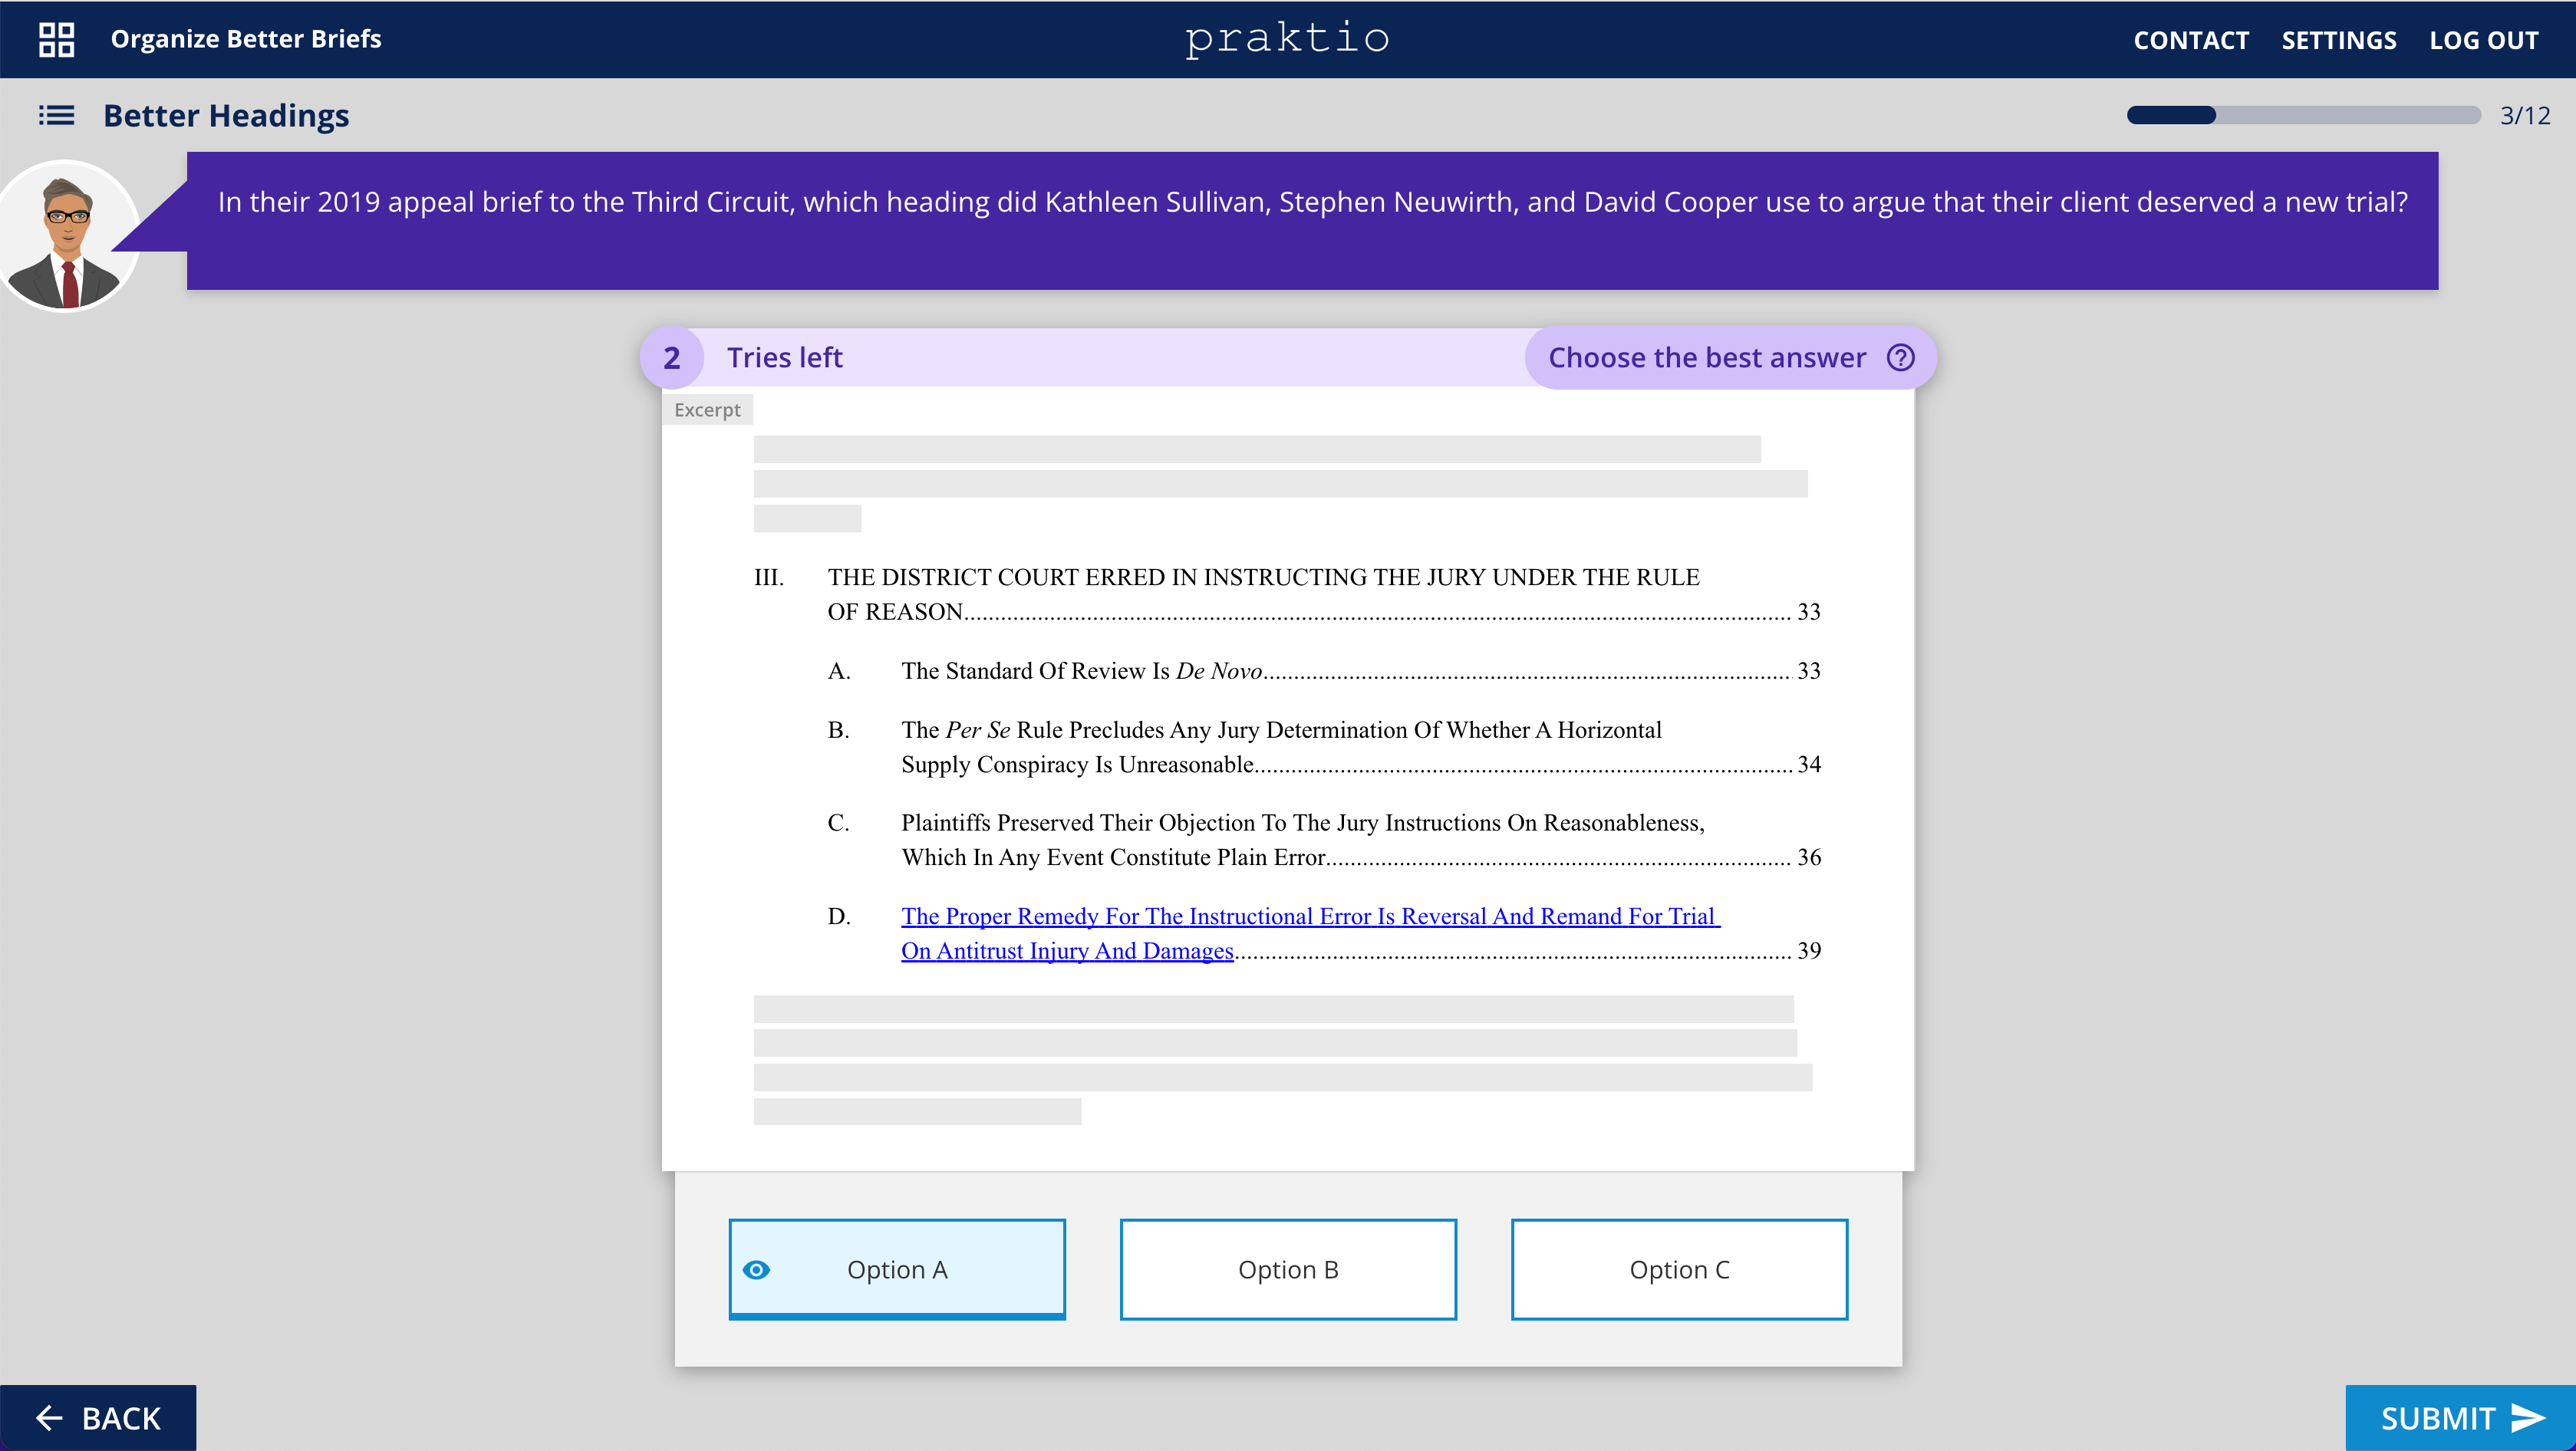 Organize Better Briefs
praktio
CONTACT SETTINGS LOG OUT
Better Headings
3/12
In their 2019 appeal brief to the Third Circuit, which heading did Kathleen Sullivan, Stephen Neuwirth, and David Cooper use to argue that their client deserved a new trial?
2 Tries left
Choose the best answer ?
Excerpt
III. THE DISTRICT COURT ERRED IN INSTRUCTING THE JURY UNDER THE RULE
OF REASON.................................................. 33
A. The Standard Of Review Is De Novo.................................................. 33
B. The Per Se Rule Precludes Any Jury Determination Of Whether A Horizontal
Supply Conspiracy Is Unreasonable.................................................. 34
C. Plaintiffs Preserved Their Objection To The Jury Instructions On Reasonableness,
Which In Any Event Constitute Plain Error.................................................. 36
D. The Proper Remedy For The Instructional Error Is Reversal And Remand For Trial
On Antitrust Injury And Damages.................................................. 39
Option A
Option B
Option C
BACK
SUBMIT